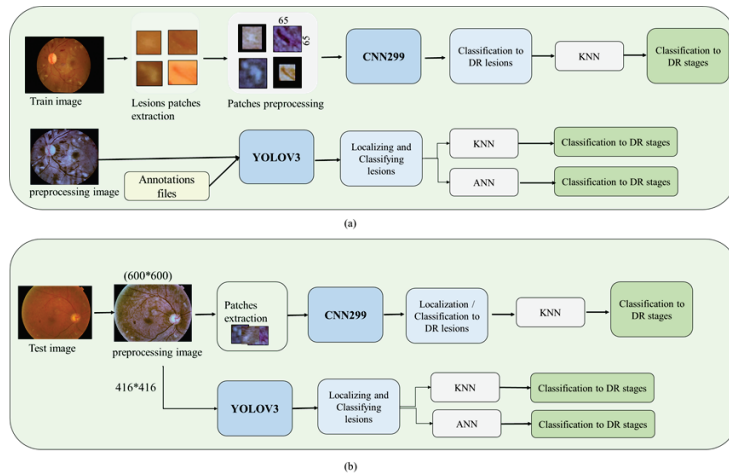 65
65
Train image
Lesions patches
extraction
Patches preprocessing
CNN299
Classification to
DR lesions
KNN
Classification to
DR stages
preprocessing image
Annotations
files
YOLOV3
Localizing and
Classifying
lesions
KNN
Classification to DR stages
ANN
Classification to DR stages
(a)
(600*600)
Test image
preprocessing image
Patches
extraction
CNN299
Localization /
Classification to
DR lesions
KNN
Classification to
DR stages
416*416
YOLOV3
Localizing and
Classifying
lesions
KNN
Classification to DR stages
ANN
Classification to DR stages
(b)